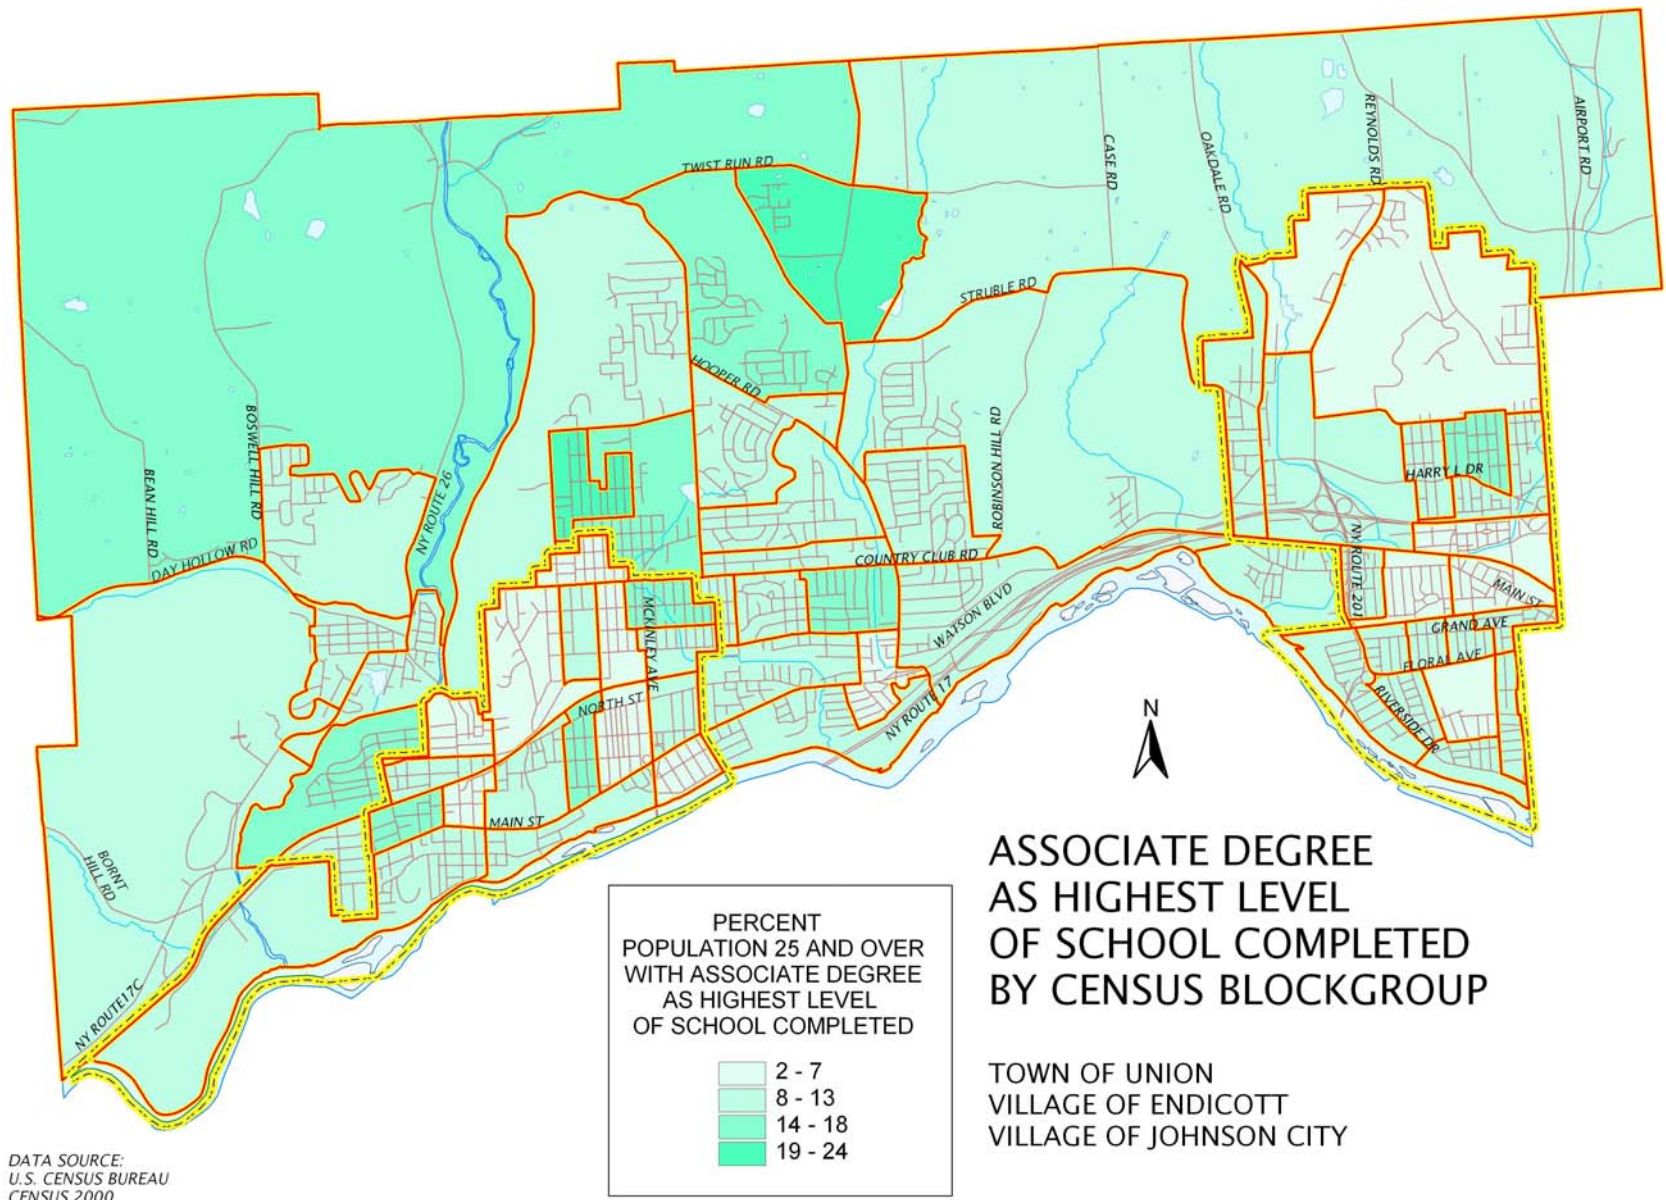 TWIST RUN RD
CASE RD
OAKDALE RD
REYNOLDS RD
AIRPORT RD
STRUBLE RD
HOOPER RD
BOSWELL HILL RD
BEAN HILL RD
NY ROUTE 26
ROBINSON HILL RD
HARRY L DR
DAY HOLLOW RD
COUNTRY CLUB RD
NY ROUTE 201
MAIN ST
MCKINLEY AVE
WATSON BLVD
GRAND AVE
FLORAL AVE
NORTH ST
NY ROUTE 17
RIVERSIDE DR
N
MAIN ST
BORNT
HILL RD
NY ROUTE17C
ASSOCIATE DEGREE
AS HIGHEST LEVEL
OF SCHOOL COMPLETED
BY CENSUS BLOCKGROUP
TOWN OF UNION
VILLAGE OF ENDICOTT
VILLAGE OF JOHNSON CITY
PERCENT
POPULATION 25 AND OVER
WITH ASSOCIATE DEGREE
AS HIGHEST LEVEL
OF SCHOOL COMPLETED
2 - 7
8 - 13
14 - 18
19 - 24
DATA SOURCE:
U.S. CENSUS BUREAU
CENSUS 2000